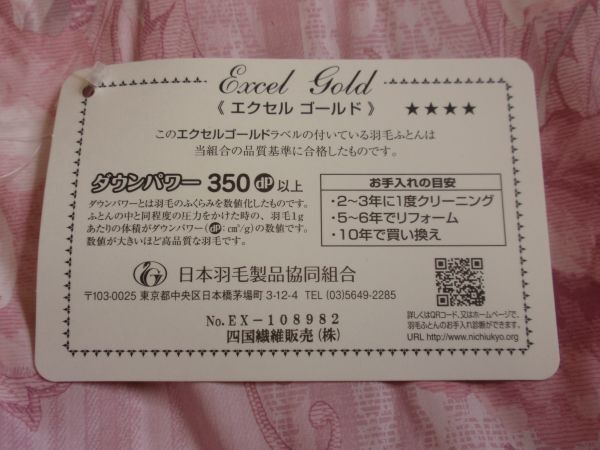 Excel Gold
《 エクセル ゴールド 》 ★★★★
このエクセルゴールドラベルの付いている羽毛ふとんは
当組合の品質基準に合格したものです。
ダウンパワー 350 dP 以上
ダウンパワーとは羽毛のふくらみを数値化したものです。
ふとんの中と同程度の圧力をかけた時の、羽毛1g
あたりの体積がダウンパワー(dP:cm³/g)の数値です。
数値が大きいほど高品質な羽毛です。
お手入れの目安
・2〜3年に1度クリーニング
・5〜6年でリフォーム
・10年で買い換え
日本羽毛製品協同組合
〒103-0025 東京都中央区日本橋茅場町 3-12-4 TEL (03)5649-2285
No.EX-108982
四国繊維販売(株)
詳しくはQRコード、又はホームページで、
羽毛ふとんのお手入れ診断ができます。
URL http://www.nichiukyo.org